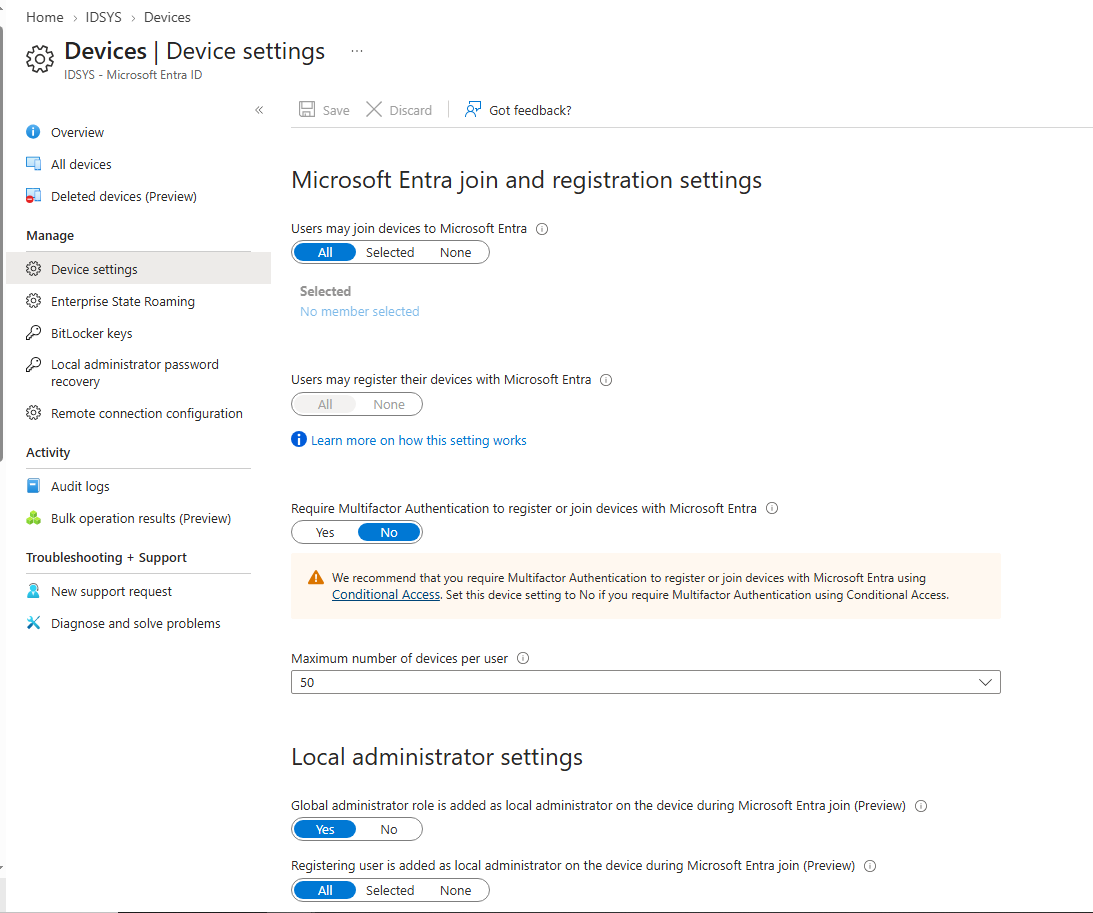 Home > IDSYS > Devices
Devices | Device settings ...
IDSYS - Microsoft Entra ID
«
Overview
All devices
Deleted devices (Preview)
Manage
Device settings
Enterprise State Roaming
BitLocker keys
Local administrator password
recovery
Remote connection configuration
Activity
Audit logs
Bulk operation results (Preview)
Troubleshooting + Support
New support request
Diagnose and solve problems
Save Discard Got feedback?
Microsoft Entra join and registration settings
Users may join devices to Microsoft Entra
All Selected None
Selected
No member selected
Users may register their devices with Microsoft Entra
All None
Learn more on how this setting works
Require Multifactor Authentication to register or join devices with Microsoft Entra
Yes No
We recommend that you require Multifactor Authentication to register or join devices with Microsoft Entra using
Conditional Access. Set this device setting to No if you require Multifactor Authentication using Conditional Access.
Maximum number of devices per user
50
Local administrator settings
Global administrator role is added as local administrator on the device during Microsoft Entra join (Preview)
Yes No
Registering user is added as local administrator on the device during Microsoft Entra join (Preview)
All Selected None